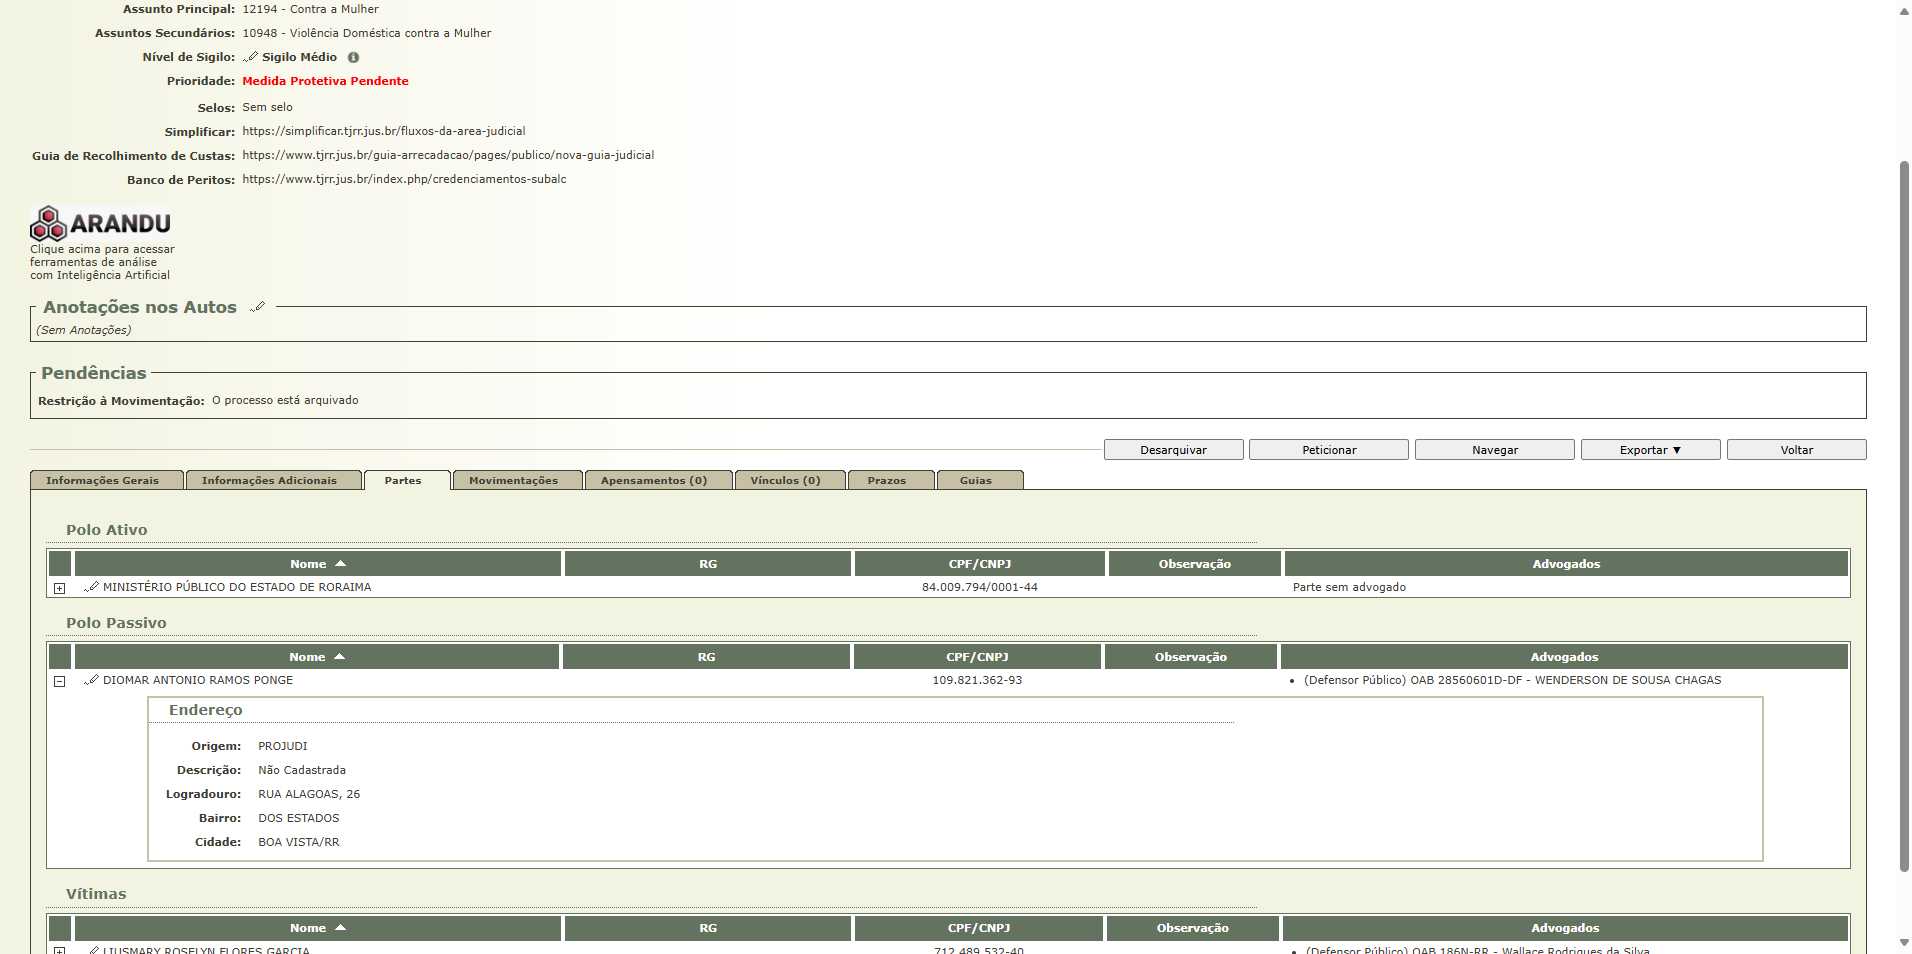 Assunto Principal: 12194 - Contra a Mulher
Assuntos Secundários: 10948 - Violência Doméstica contra a Mulher
Nível de Sigilo: Sigilo Médio
Prioridade: Medida Protetiva Pendente
Selos: Sem selo
Simplificar: https://simplificar.tjrr.jus.br/fluxos-da-area-judicial
Guia de Recolhimento de Custas: https://www.tjrr.jus.br/guia-arrecadacao/pages/publico/nova-guia-judicial
Banco de Peritos: https://www.tjrr.jus.br/index.php/credenciamentos-subalc
ARANDU
Clique acima para acessar
ferramentas de análise
com Inteligência Artificial
Anotações nos Autos
(Sem Anotações)
Pendências
Restrição à Movimentação: O processo está arquivado
Desarquivar Peticionar Navegar Exportar ▼ Voltar
Informações Gerais Informações Adicionais Partes Movimentações Apensamentos (0) Vínculos (0) Prazos Guias
Polo Ativo
Nome RG CPF/CNPJ Observação Advogados
MINISTÉRIO PÚBLICO DO ESTADO DE RORAIMA 84.009.794/0001-44 Parte sem advogado
Polo Passivo
Nome RG CPF/CNPJ Observação Advogados
DIOMAR ANTONIO RAMOS PONGE 109.821.362-93 • (Defensor Público) OAB 28560601D-DF - WENDERSON DE SOUSA CHAGAS
Endereço
Origem: PROJUDI
Descrição: Não Cadastrada
Logradouro: RUA ALAGOAS, 26
Bairro: DOS ESTADOS
Cidade: BOA VISTA/RR
Vítimas
Nome RG CPF/CNPJ Observação Advogados
LIUSMARY ROSELYN FLORES GARCIA 712.489.532-40 • (Defensor Público) OAB 186N-RR - Wallace Rodrigues da Silva